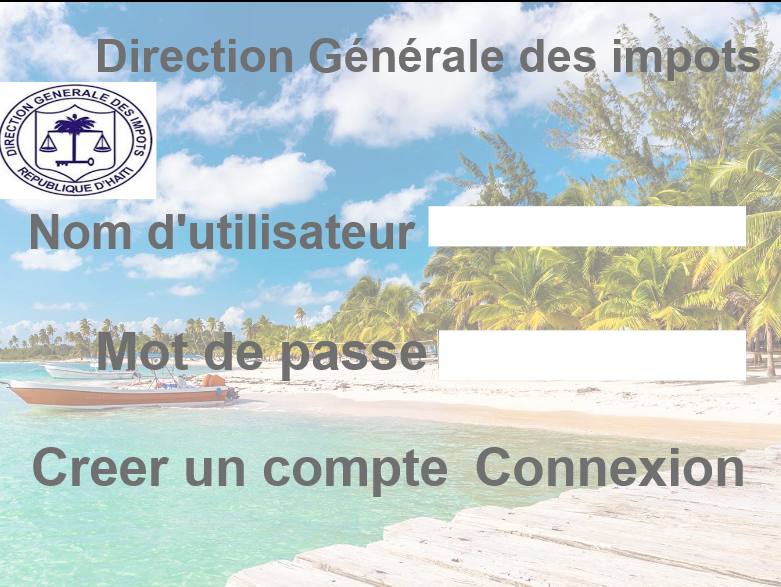 Direction Générale des impots
DIRECTION GENERALE DES IMPOTS
REPUBLIQUE D'HAITI
Nom d'utilisateur
Mot de passe
Creer un compte Connexion